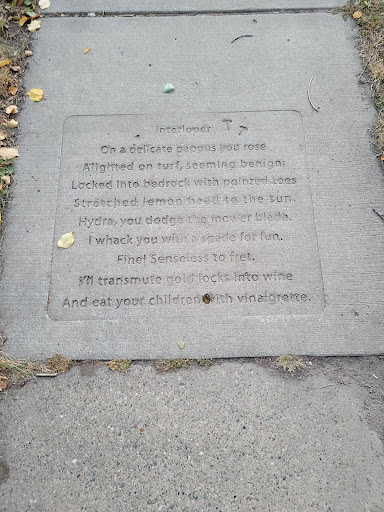 Interloper
On a delicate pappus you rose
Alighted on turf, seeming benign:
Locked into bedrock with pointed toes
Stretched lemon head to the sun.
Hydra, you dodge the mower blade.
I whack you with a spade for fun.
Fine! Senseless to fret.
I'll transmute gold locks into wine
And eat your children with vinaigrette.